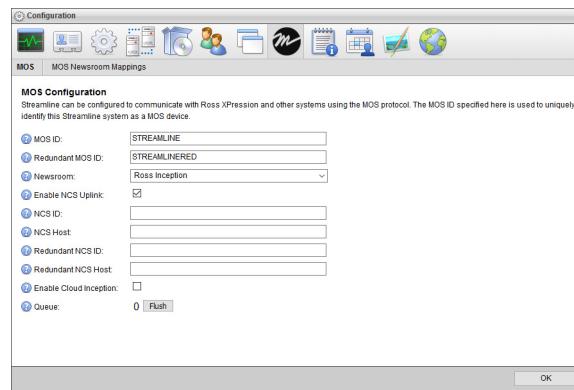 Configuration
MOS MOS Newsroom Mappings
MOS Configuration
Streamline can be configured to communicate with Ross XPression and other systems using the MOS protocol. The MOS ID specified here is used to uniquely
identify this Streamline system as a MOS device.
MOS ID: STREAMLINE
Redundant MOS ID: STREAMLINERED
Newsroom: Ross Inception
Enable NCS Uplink:
NCS ID:
NCS Host:
Redundant NCS ID:
Redundant NCS Host:
Enable Cloud Inception:
Queue: 0 Flush
OK